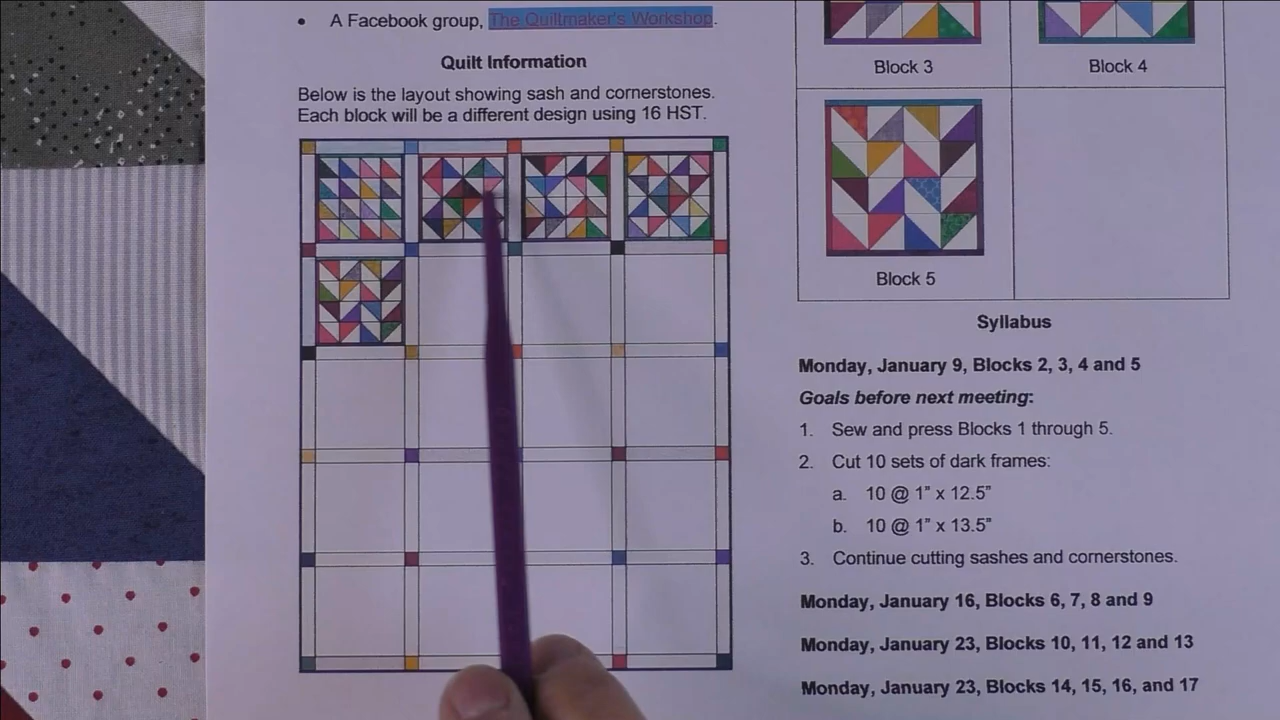 • A Facebook group, The Quiltmaker's Workshop.
Quilt Information
Below is the layout showing sash and cornerstones.
Each block will be a different design using 16 HST.
Block 3
Block 4
Block 5
Syllabus
Monday, January 9, Blocks 2, 3, 4 and 5
Goals before next meeting:
1. Sew and press Blocks 1 through 5.
2. Cut 10 sets of dark frames:
a. 10 @ 1” x 12.5”
b. 10 @ 1” x 13.5”
3. Continue cutting sashes and cornerstones.
Monday, January 16, Blocks 6, 7, 8 and 9
Monday, January 23, Blocks 10, 11, 12 and 13
Monday, January 23, Blocks 14, 15, 16, and 17